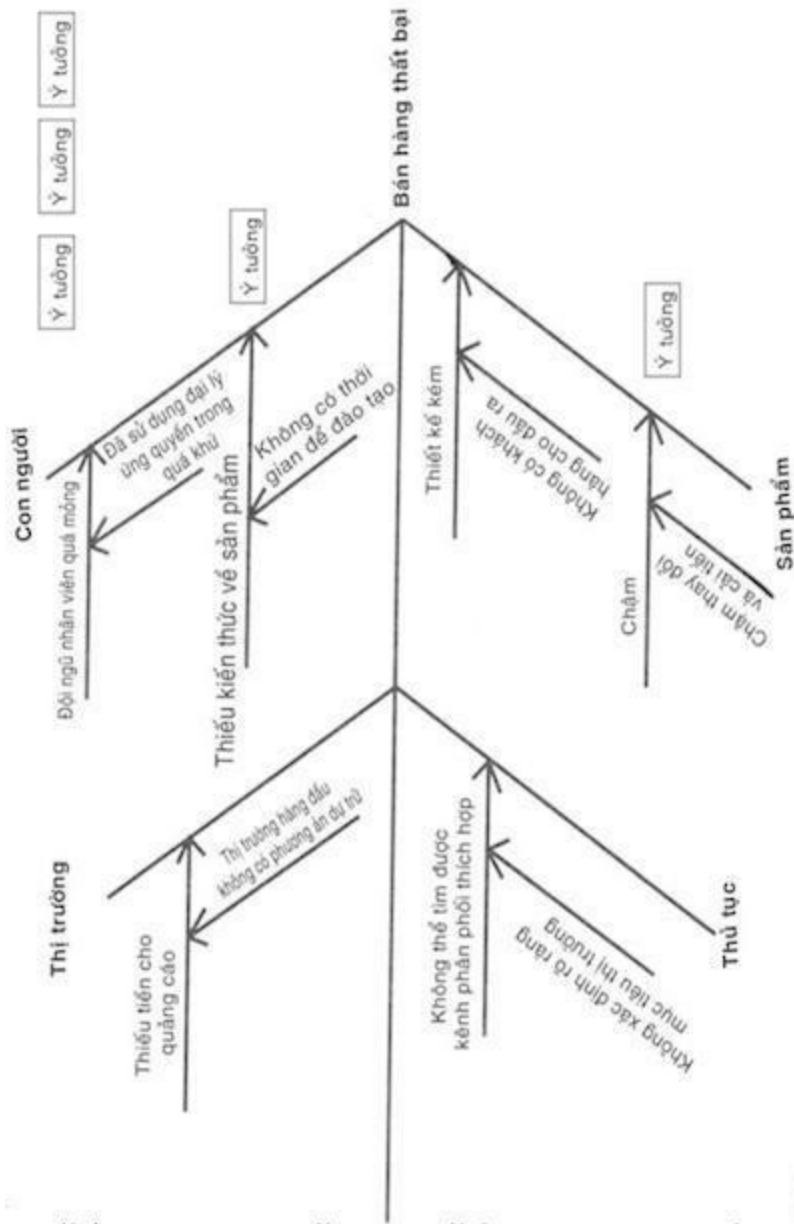 Thị trường
Con người
Ý tưởng
Ý tưởng
Ý tưởng
Đội ngũ nhân viên quá mỏng
Đã sử dụng đại lý
ứng quyền trong
quá khứ
Thiếu tiền cho
quảng cáo
Thị trường hàng đầu
không có phương án dự trữ
Thiếu kiến thức về sản phẩm
Không có thời
gian để đào tạo
Ý tưởng
Bán hàng thất bại
Không thể tìm được
kênh phân phối thích hợp
Không xác định rõ ràng
mục tiêu thị trường
Thiết kế kém
Không có khách
hàng cho đầu ra
Chậm
Chậm thay đổi
và cải tiến
Ý tưởng
Thủ tục
Sản phẩm